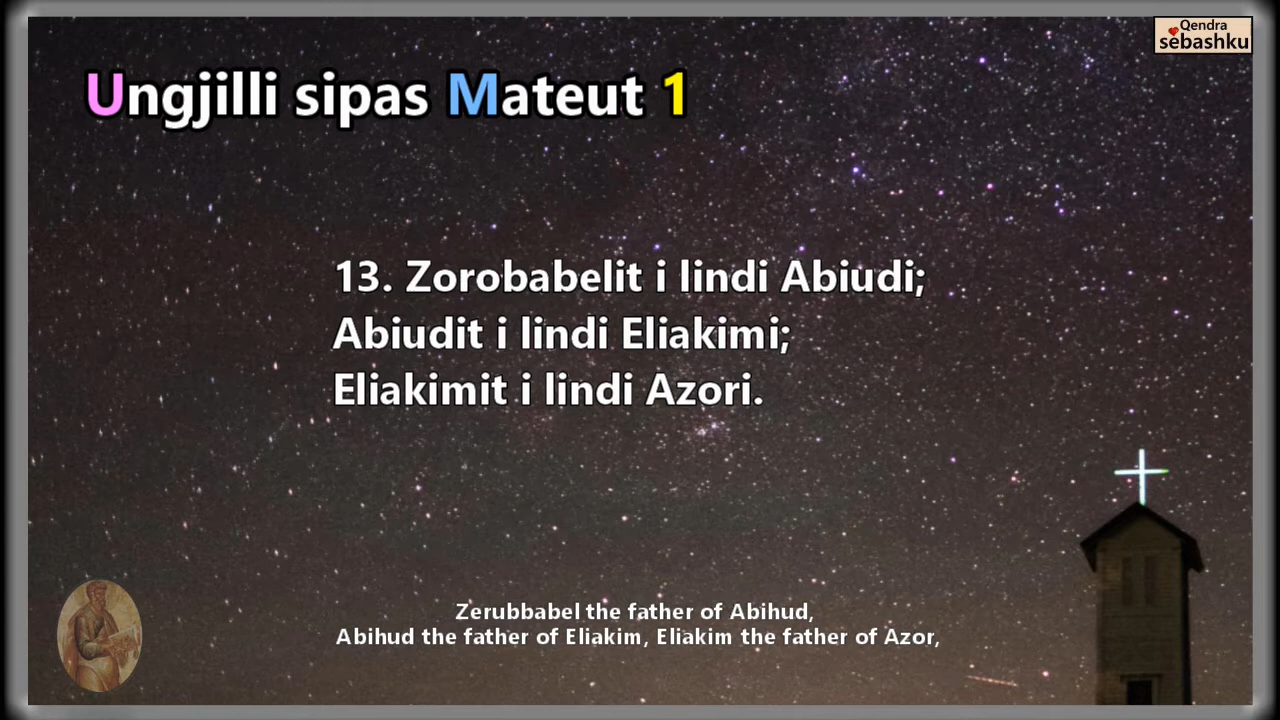 Qendra
sebashku
Ungjilli sipas Mateut 1
13. Zorobabelit i lindi Abiudi;
Abiudit i lindi Eliakimi;
Eliakimit i lindi Azori.
Zerubbabel the father of Abihud,
Abihud the father of Eliakim, Eliakim the father of Azor,